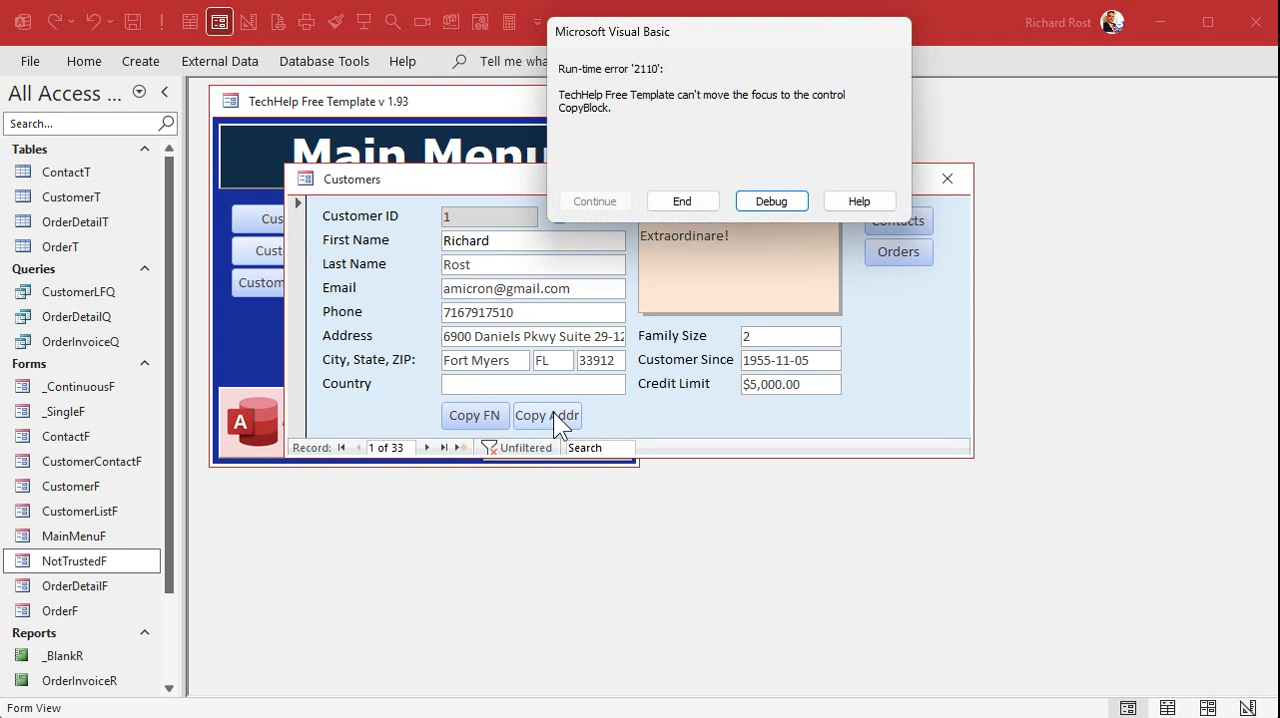 Richard Rost
File Home Create External Data Database Tools Help Tell me wha
Microsoft Visual Basic
Run-time error '2110':
TechHelp Free Template can't move the focus to the control
CopyBlock.
Continue End Debug Help
All Access ...
Search...
Tables
ContactT
CustomerT
OrderDetailT
OrderT
Queries
CustomerLFQ
OrderDetailQ
OrderInvoiceQ
Forms
_ContinuousF
_SingleF
ContactF
CustomerContactF
CustomerF
CustomerListF
MainMenuF
NotTrustedF
OrderDetailF
OrderF
Reports
_BlankR
OrderInvoiceR
TechHelp Free Template v 1.93
Main Menu
Cus
Cust
Custom
Customers
Customer ID 1
First Name Richard
Last Name Rost
Email amicron@gmail.com
Phone 7167917510
Address 6900 Daniels Pkwy Suite 29-12
City, State, ZIP: Fort Myers FL 33912
Country
Extraordinare!
Family Size 2
Customer Since 1955-11-05
Credit Limit $5,000.00
Contacts
Orders
Copy FN Copy Addr
Record: 1 of 33 Unfiltered Search
Form View